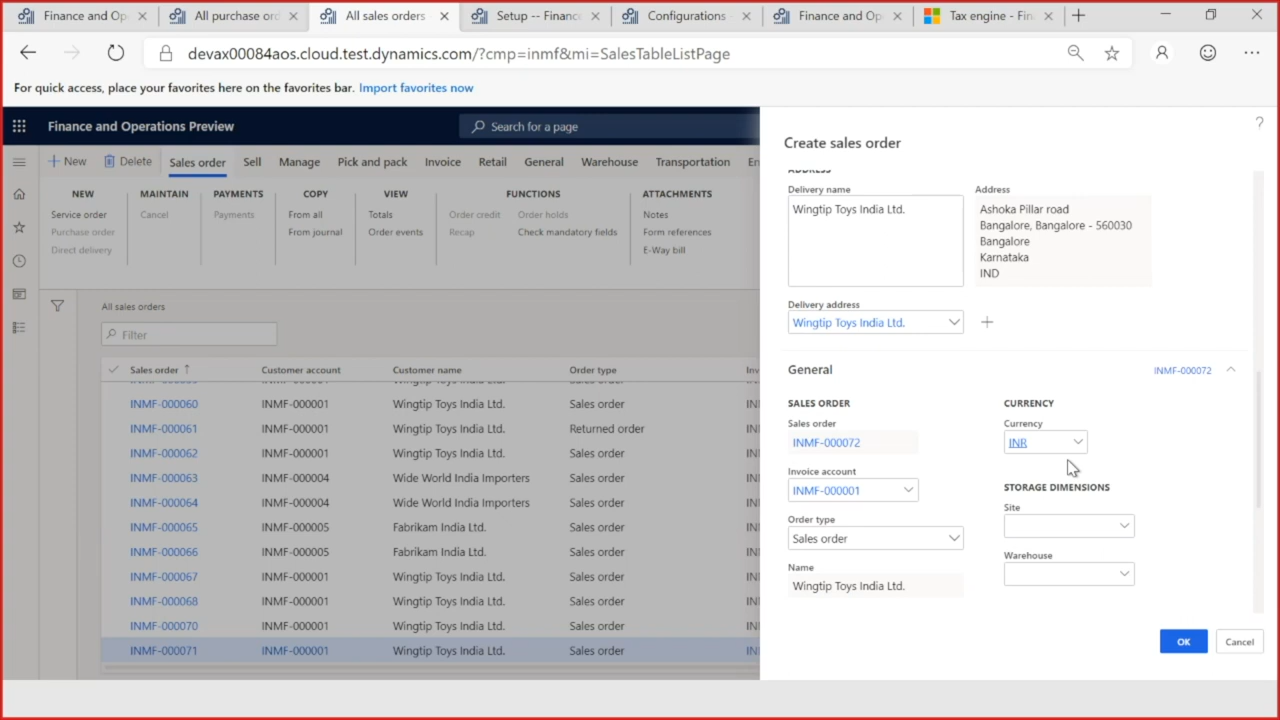 Finance and Op
All purchase ord
All sales orders
Setup -- Financ
Configurations -
Finance and Op
Tax engine - Fin
devax00084aos.cloud.test.dynamics.com/?cmp=inmf&mi=SalesTableListPage
For quick access, place your favorites here on the favorites bar. Import favorites now
Finance and Operations Preview
Search for a page
New Delete Sales order Sell Manage Pick and pack Invoice Retail General Warehouse Transportation En
NEW MAINTAIN PAYMENTS COPY VIEW FUNCTIONS ATTACHMENTS
Service order Cancel Payments From all Totals Order credit Order holds Notes
Purchase order From journal Order events Recap Check mandatory fields Form references
Direct delivery E-Way bill
All sales orders
Filter
Sales order Customer account Customer name Order type Inv
INMF-000060 INMF-000001 Wingtip Toys India Ltd. Sales order IN
INMF-000061 INMF-000001 Wingtip Toys India Ltd. Returned order IN
INMF-000062 INMF-000001 Wingtip Toys India Ltd. Sales order IN
INMF-000063 INMF-000004 Wide World India Importers Sales order IN
INMF-000064 INMF-000004 Wide World India Importers Sales order IN
INMF-000065 INMF-000005 Fabrikam India Ltd. Sales order IN
INMF-000066 INMF-000005 Fabrikam India Ltd. Sales order IN
INMF-000067 INMF-000001 Wingtip Toys India Ltd. Sales order IN
INMF-000068 INMF-000001 Wingtip Toys India Ltd. Sales order IN
INMF-000070 INMF-000001 Wingtip Toys India Ltd. Sales order IN
INMF-000071 INMF-000001 Wingtip Toys India Ltd. Sales order IN
?
Create sales order
ADDRESS
Delivery name
Wingtip Toys India Ltd.
Address
Ashoka Pillar road
Bangalore, Bangalore - 560030
Bangalore
Karnataka
IND
Delivery address
Wingtip Toys India Ltd.
General INMF-000072
SALES ORDER
Sales order
INMF-000072
Invoice account
INMF-000001
Order type
Sales order
Name
Wingtip Toys India Ltd.
CURRENCY
Currency
INR
STORAGE DIMENSIONS
Site
Warehouse
OK Cancel